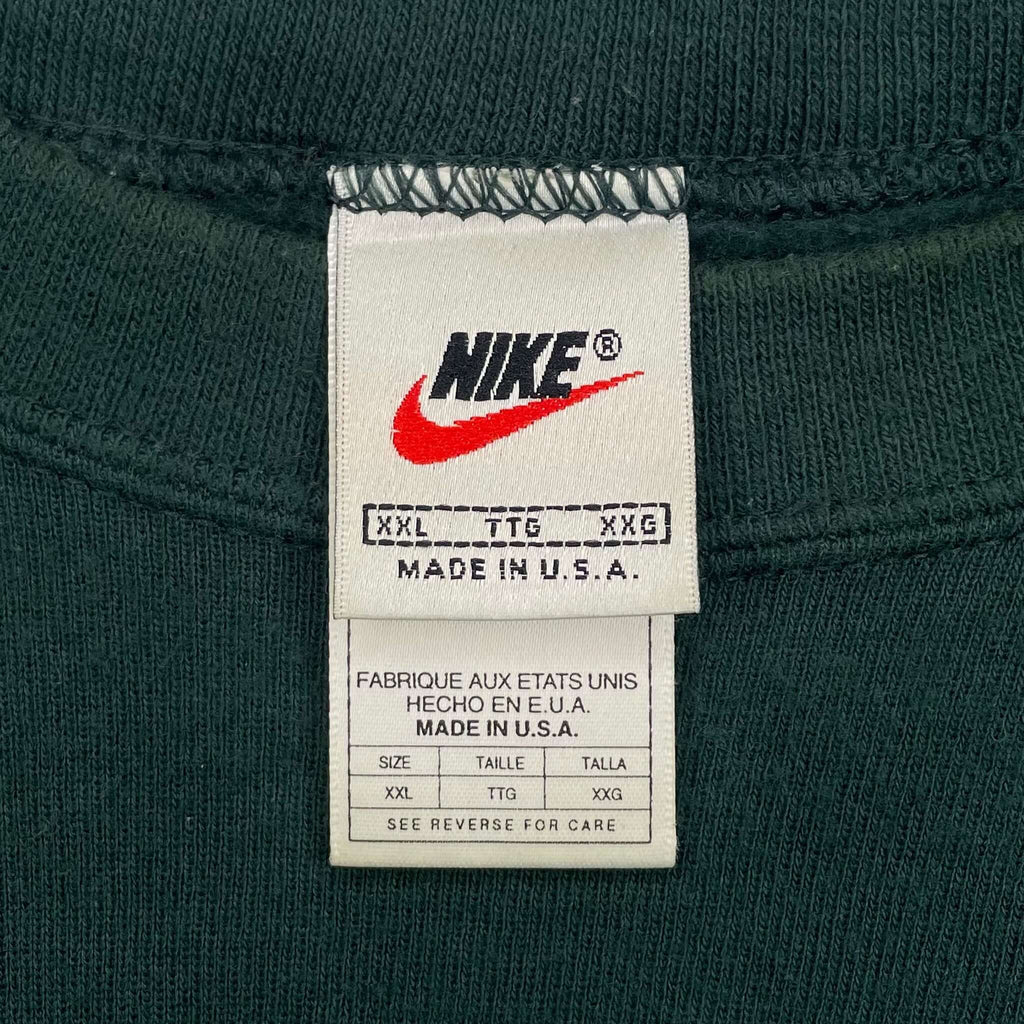 NIKE®
XXL TTG XXG
MADE IN U.S.A.
FABRIQUE AUX ETATS UNIS
HECHO EN E.U.A.
MADE IN U.S.A.
SIZE TAILLE TALLA
XXL TTG XXG
SEE REVERSE FOR CARE